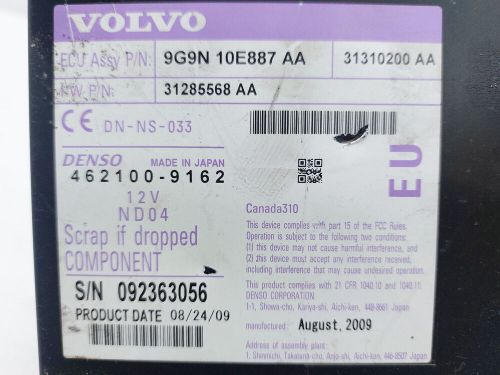 VOLVO
ECU Assy P/N: 9G9N 10E887 AA 31310200 AA
HW P/N: 31285568 AA
CE DN-NS-033
DENSO MADE IN JAPAN
462100-9162
12V
ND04
Scrap if dropped
COMPONENT
S/N 092363056
PRODUCT DATE 08/24/09
EU
Canada310
This device complies with part 15 of the FCC Rules.
Operation is subject to the following two conditions:
(1) this device may not cause harmful interference, and
(2) this device must accept any interference received,
including interference that may cause undesired operation.
This product complies with 21 CFR 1040.10 and 1040.11
DENSO CORPORATION
1-1, Showa-cho, Kariya-shi, Aichi-ken, 448-8661 Japan
manufactured: August, 2009
Address of assembly plant:
1, Shinmichi, Takatana-cho, Anjo-shi, Aichi-ken, 446-8507 Japan